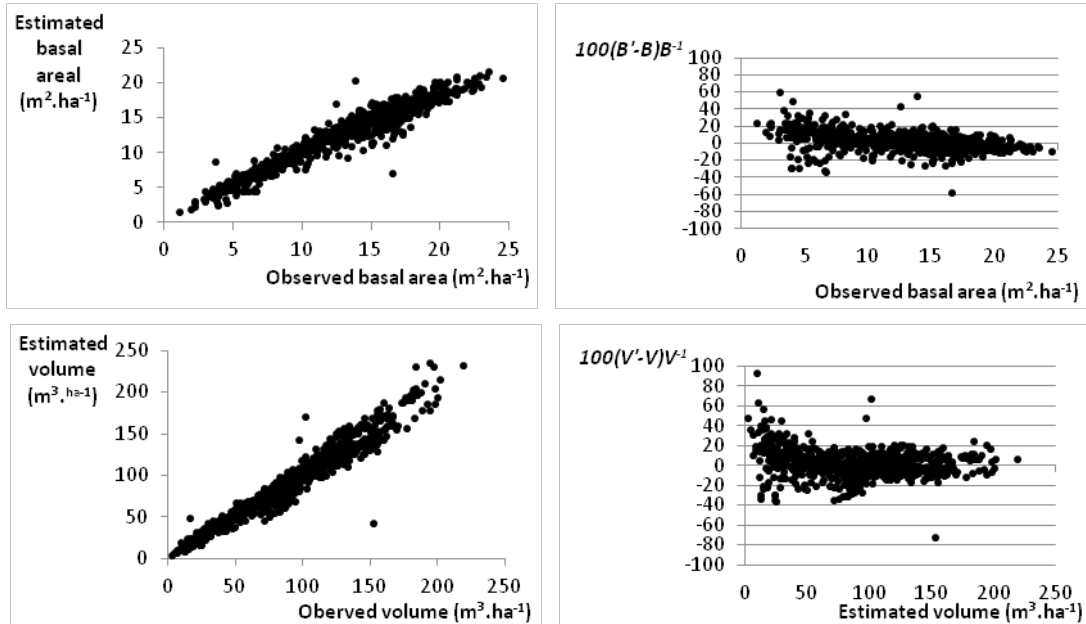 Estimated
basal
areal
(m².ha⁻¹)
25
20
15
10
5
0
0 5 10 15 20 25
Observed basal area (m².ha⁻¹)
100(B'-B)B⁻¹
100
80
60
40
20
0
-20
-40
-60
-80
-100
0 5 10 15 20 25
Observed basal area (m².ha⁻¹)
Estimated
volume
(m³.ha⁻¹)
250
200
150
100
50
0
0 50 100 150 200 250
Oberved volume (m³.ha⁻¹)
100(V'-V)V⁻¹
100
80
60
40
20
0
-20
-40
-60
-80
-100
0 50 100 150 200 250
Estimated volume (m³.ha⁻¹)